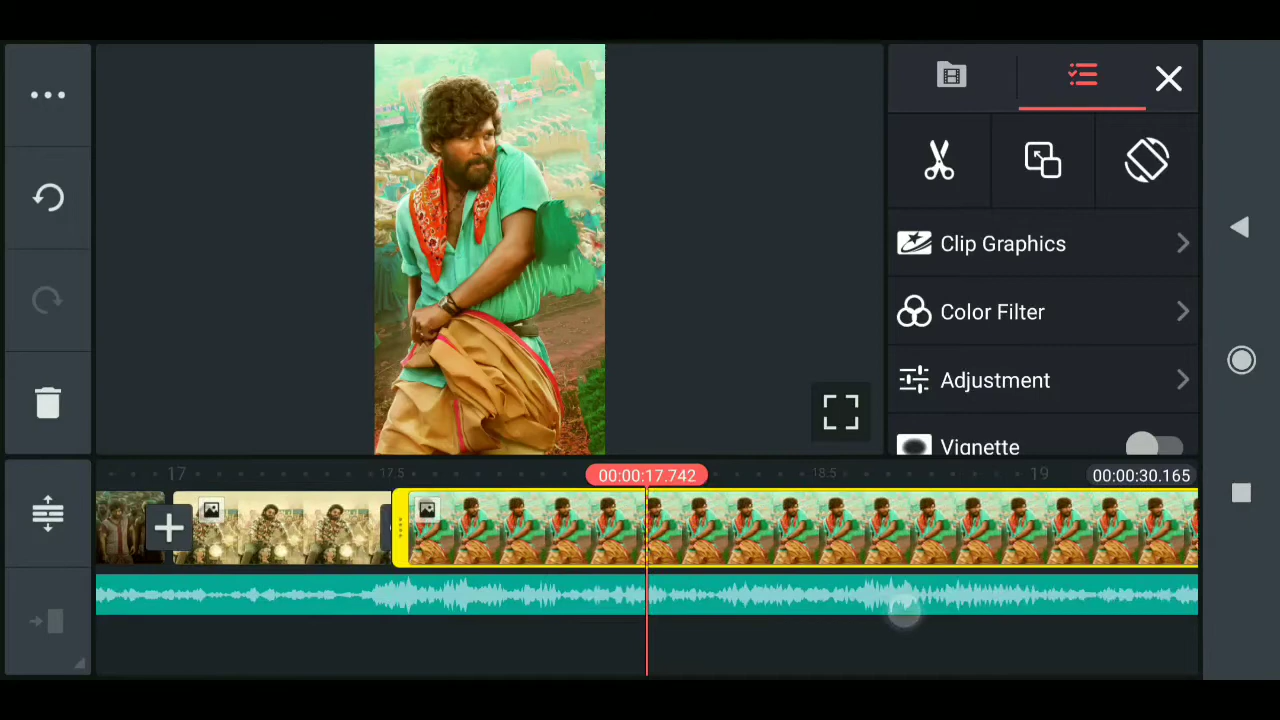 Clip Graphics
Color Filter
Adjustment
Vignette
17
17.5
00:00:17.742
18.5
19
00:00:30.165